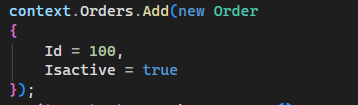 context.Orders.Add(new Order
{
    Id = 100,
    Isactive = true
});